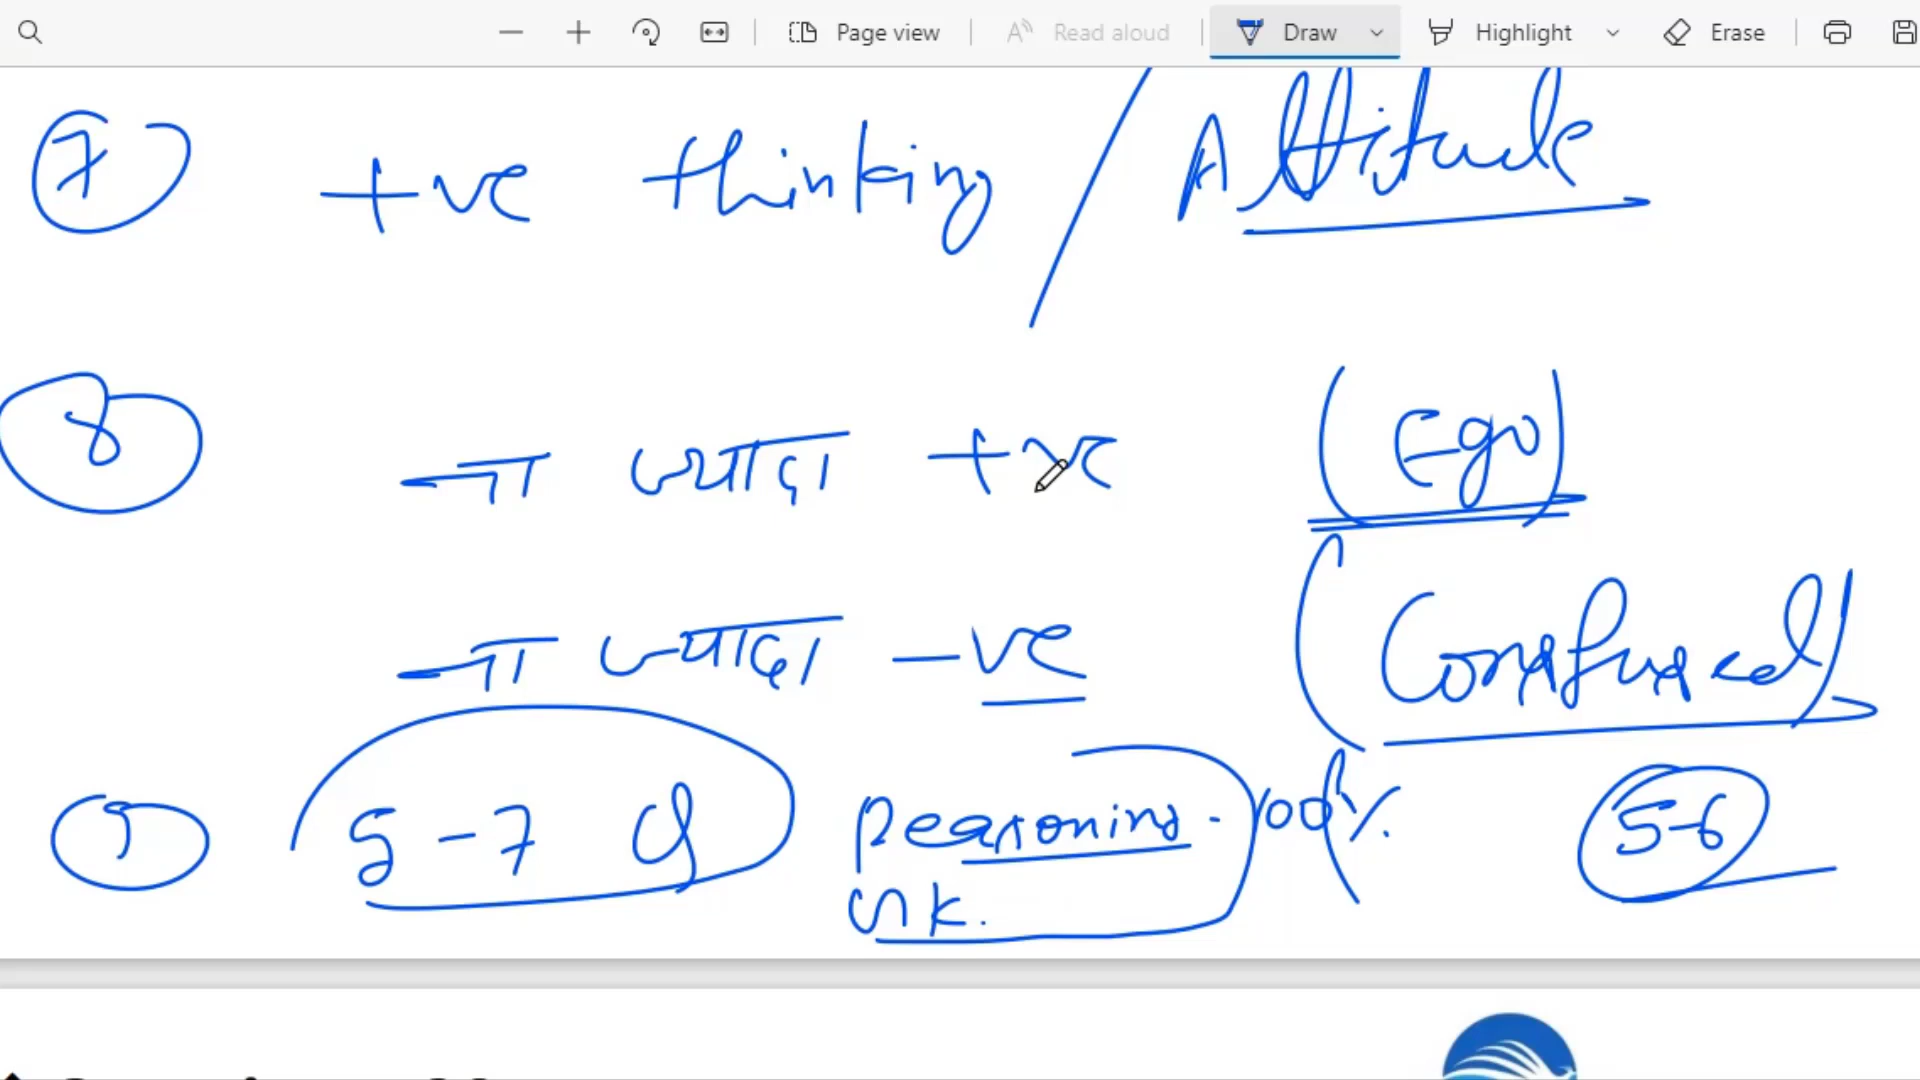 Page view Read aloud Draw Highlight Erase
7 +ve thinking / Attitude
8 ना ज्यादा +ve (Ego)
ना ज्यादा -ve (Confused)
9 5-7 Q Reasoning - 100% 5-6
GK.